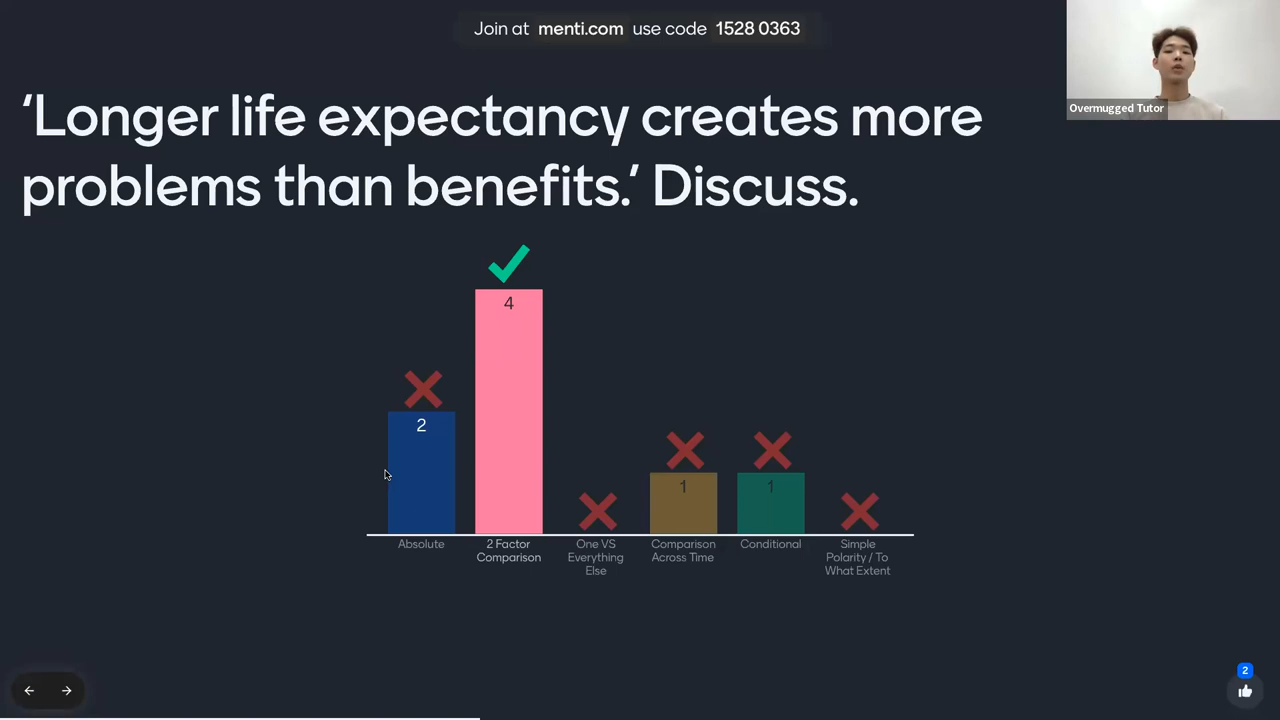 Join at menti.com use code 1528 0363
Overmugged Tutor
‘Longer life expectancy creates more
problems than benefits.’ Discuss.
4
2
1
1
Absolute
2 Factor
Comparison
One VS
Everything
Else
Comparison
Across Time
Conditional
Simple
Polarity / To
What Extent
2